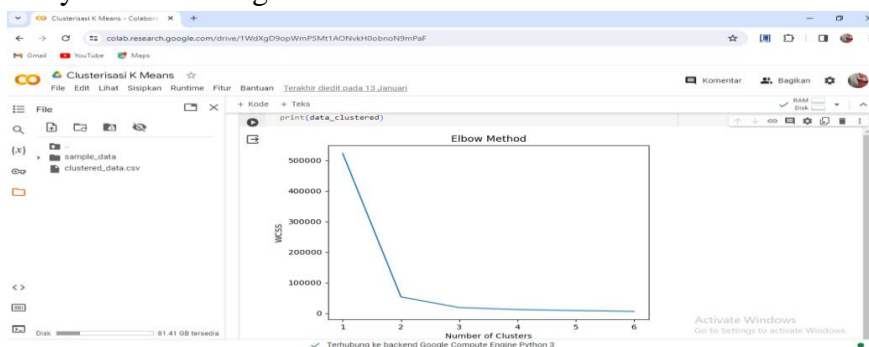 Clusterisasi K Means - Colabor
colab.research.google.com/drive/1WdXgD9opWmPSMt1AONvkH0obnoN9mPaF
Gmail YouTube Maps
CO Clusterisasi K Means
Komentar Bagikan
File Edit Lihat Sisipkan Runtime Fitur Bantuan Terakhir diedit pada 13 Januari
File
+ Kode + Teks
RAM
Disk
print(data_clustered)
{x}
..
sample_data
clustered_data.csv
Elbow Method
500000
400000
300000
200000
100000
0
WCSS
1 2 3 4 5 6
Number of Clusters
Disk 81.41 GB tersedia
Activate Windows
Go to Settings to activate Windows.
Terhubung ke backend Google Compute Engine Python 3